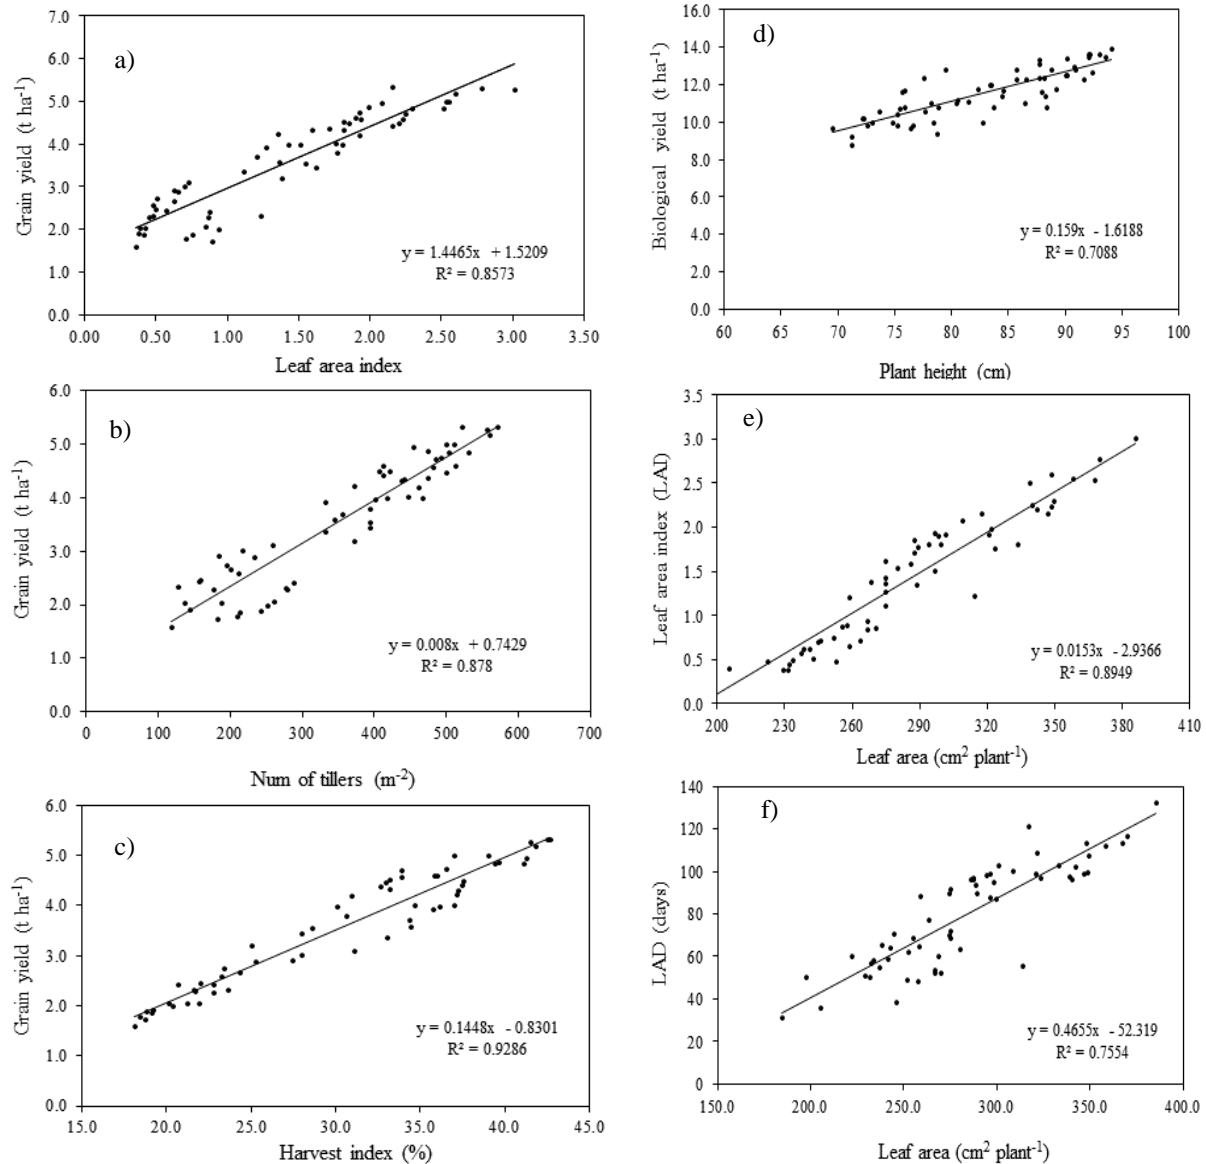 a)
Grain yield (t ha-1)
7.0
6.0
5.0
4.0
3.0
2.0
1.0
0.0
y = 1.4465x + 1.5209
R² = 0.8573
0.00 0.50 1.00 1.50 2.00 2.50 3.00 3.50
Leaf area index
b)
Grain yield (t ha-1)
6.0
5.0
4.0
3.0
2.0
1.0
0.0
y = 0.008x + 0.7429
R² = 0.878
0 100 200 300 400 500 600 700
Num of tillers (m-2)
c)
Grain yield (t ha-1)
6.0
5.0
4.0
3.0
2.0
1.0
0.0
y = 0.1448x - 0.8301
R² = 0.9286
15.0 20.0 25.0 30.0 35.0 40.0 45.0
Harvest index (%)
d)
Biological yield (t ha-1)
16.0
14.0
12.0
10.0
8.0
6.0
4.0
2.0
0.0
y = 0.159x - 1.6188
R² = 0.7088
60 65 70 75 80 85 90 95 100
Plant height (cm)
e)
Leaf area index (LAI)
3.5
3.0
2.5
2.0
1.5
1.0
0.5
0.0
y = 0.0153x - 2.9366
R² = 0.8949
200 230 260 290 320 350 380 410
Leaf area (cm2 plant-1)
f)
LAD (days)
140
120
100
80
60
40
20
0
y = 0.4655x - 52.319
R² = 0.7554
150.0 200.0 250.0 300.0 350.0 400.0
Leaf area (cm2 plant-1)